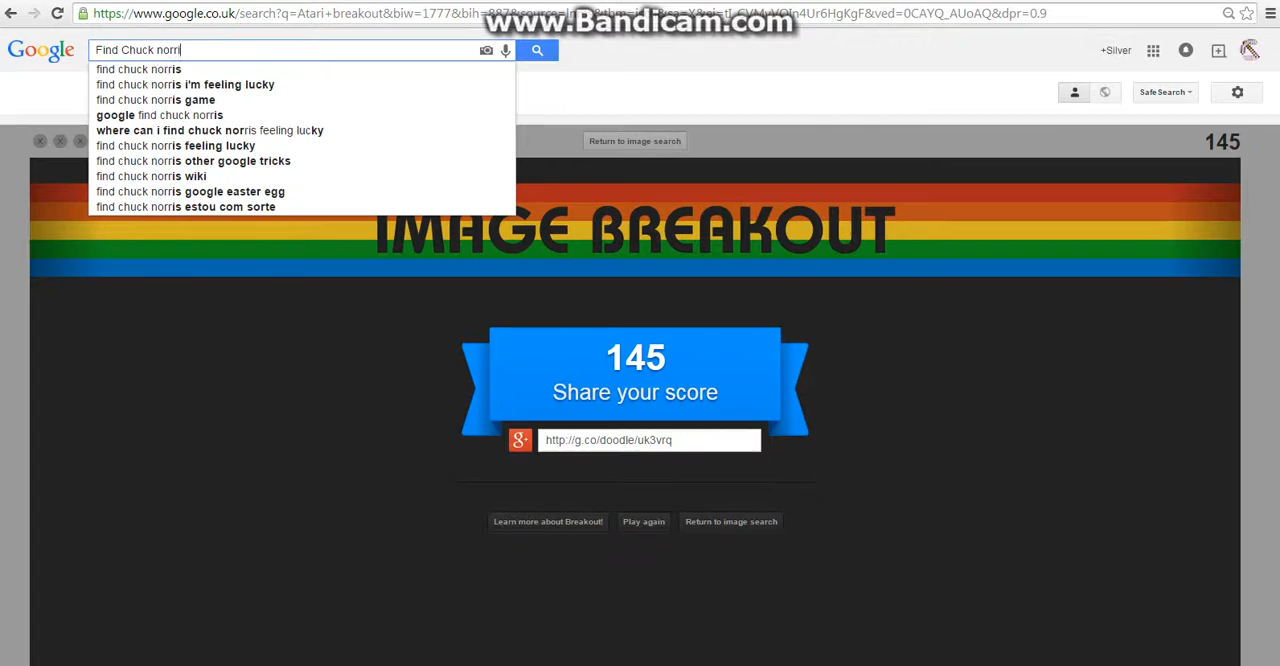 https://www.google.co.uk/search?q=Atari+breakout&biw=1777&bih=
www.Bandicam.com
Google
Find Chuck norri
+Silver
find chuck norris
find chuck norris i'm feeling lucky
find chuck norris game
google find chuck norris
where can i find chuck norris feeling lucky
find chuck norris feeling lucky
find chuck norris other google tricks
find chuck norris wiki
find chuck norris google easter egg
find chuck norris estou com sorte
SafeSearch
Return to image search
145
IMAGE BREAKOUT
145
Share your score
g+
http://g.co/doodle/uk3vrq
Learn more about Breakout!
Play again
Return to image search